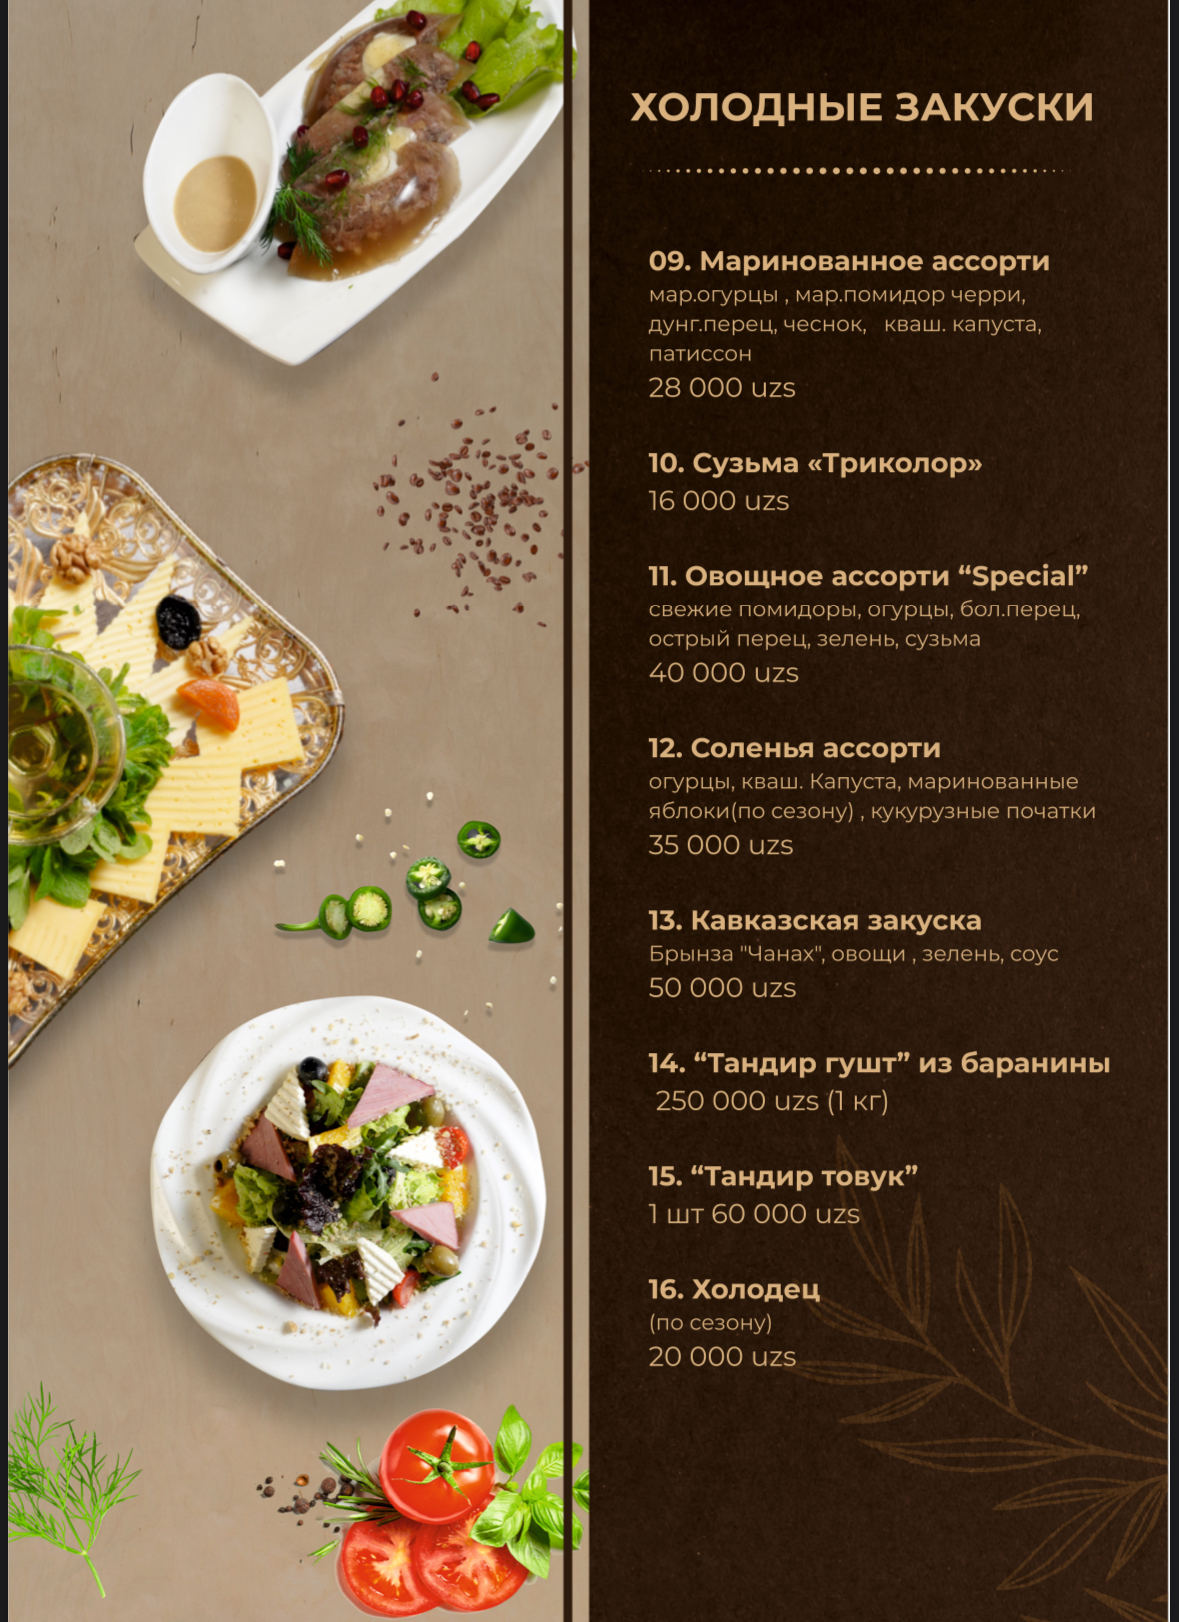 ХОЛОДНЫЕ ЗАКУСКИ
09. Маринованное ассорти
мар.огурцы , мар.помидор черри,
дунг.перец, чеснок, кваш. капуста,
патиссон
28 000 uzs
10. Сузьма «Триколор»
16 000 uzs
11. Овощное ассорти “Special”
свежие помидоры, огурцы, бол.перец,
острый перец, зелень, сузьма
40 000 uzs
12. Соленья ассорти
огурцы, кваш. Капуста, маринованные
яблоки(по сезону) , кукурузные початки
35 000 uzs
13. Кавказская закуска
Брынза "Чанах", овощи , зелень, соус
50 000 uzs
14. “Тандир гушт” из баранины
250 000 uzs (1 кг)
15. “Тандир товук”
1 шт 60 000 uzs
16. Холодец
(по сезону)
20 000 uzs